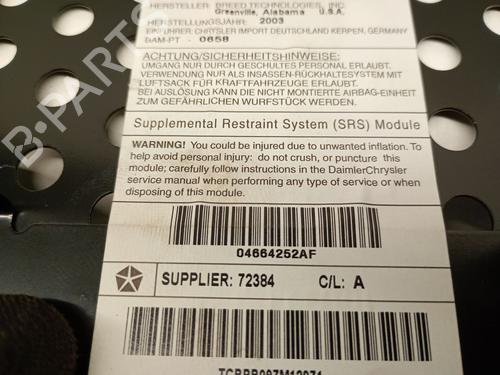 HERSTELLER: BREED TECHNOLOGIES, INC.
Greenville, Alabama U.S.A.
HERSTELLUNGSJAHR: 2003
EINFUHRER: CHRYSLER IMPORT DEUTSCHLAND KERPEN, GERMANY
BAM-PT - 0658
ACHTUNG/SICHERHEITSHINWEISE:
UMGANG NUR DURCH GESCHULTES PERSONAL ERLAUBT.
VERWENDUNG NUR ALS INSASSEN-RÜCKHALTESYSTEM MIT
LUFTSACK FÜR KRAFTFAHRZEUGE ERLAUBT.
BEI AUSLÖSUNG KANN DIE NICHT MONTIERTE AIRBAG-EINHEIT
ZUM GEFÄHRLICHEN WURFSTÜCK WERDEN.
Supplemental Restraint System (SRS) Module
WARNING! You could be injured due to unwanted inflation. To
help avoid personal injury: do not crush, or puncture this
module; carefully follow instructions in the DaimlerChrysler
service manual when performing any type of service or when
disposing of this module.
04664252AF
SUPPLIER: 72384 C/L: A
B-Parts